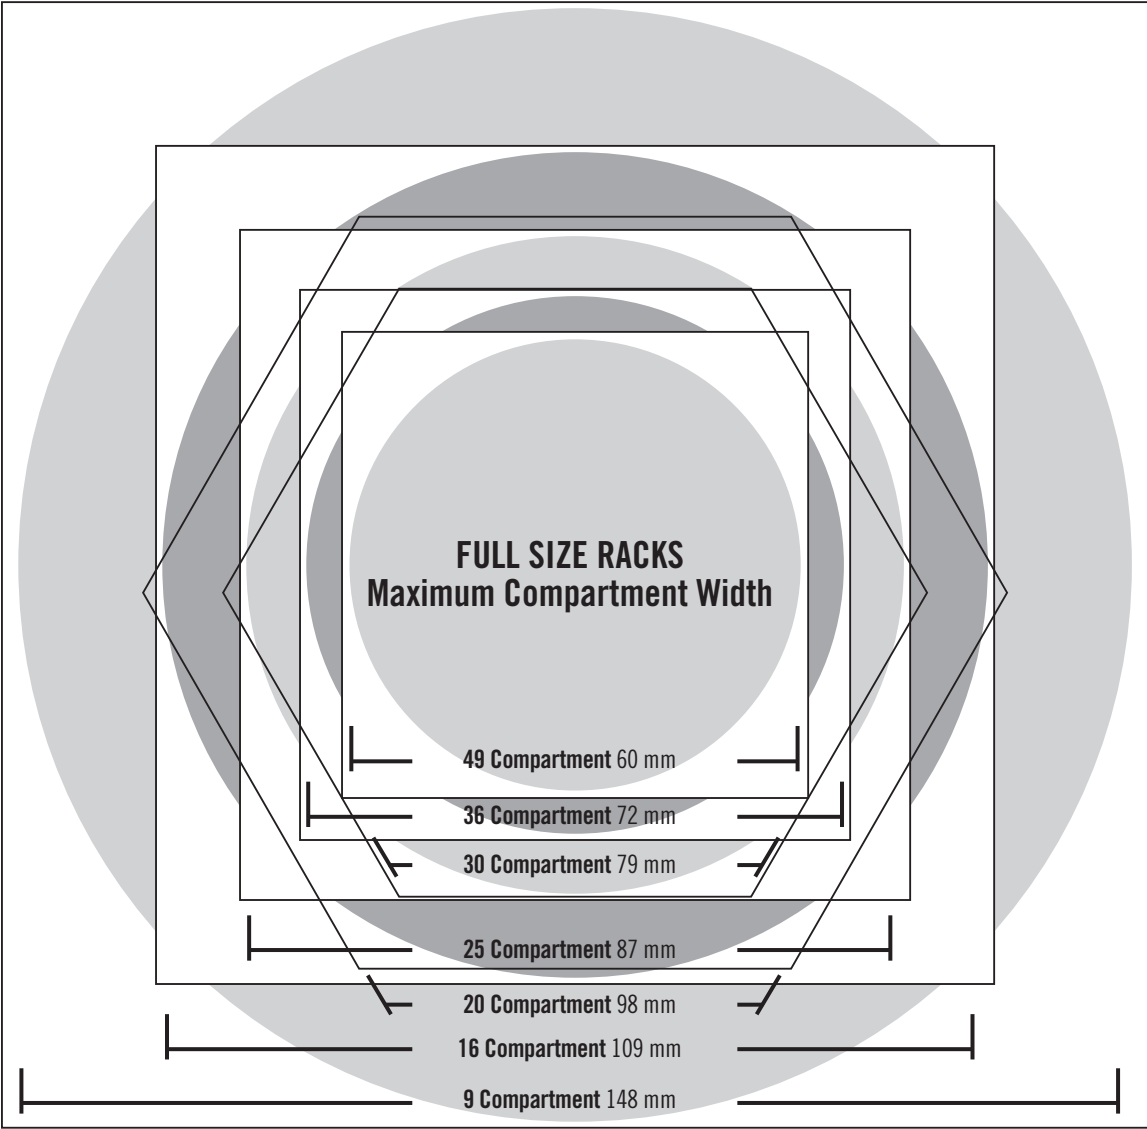 FULL SIZE RACKS
Maximum Compartment Width
49 Compartment 60 mm
36 Compartment 72 mm
30 Compartment 79 mm
25 Compartment 87 mm
20 Compartment 98 mm
16 Compartment 109 mm
9 Compartment 148 mm